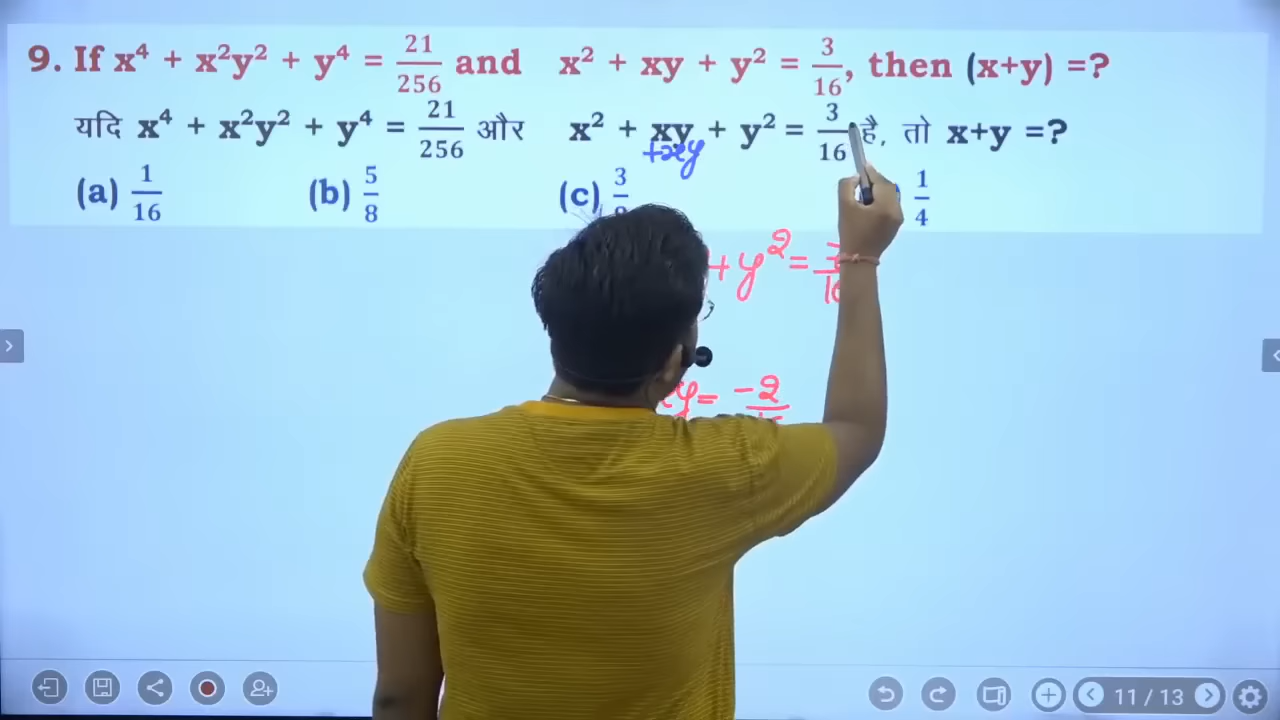 9. If x⁴ + x²y² + y⁴ = 21/256 and x² + xy + y² = 3/16, then (x+y) =?
यदि x⁴ + x²y² + y⁴ = 21/256 और x² + xy + y² = 3/16 है, तो x+y =?
+xy
(a) 1/16 (b) 5/8 (c) 3/ 1/4
+ y² =
xy = -2/
11 / 13